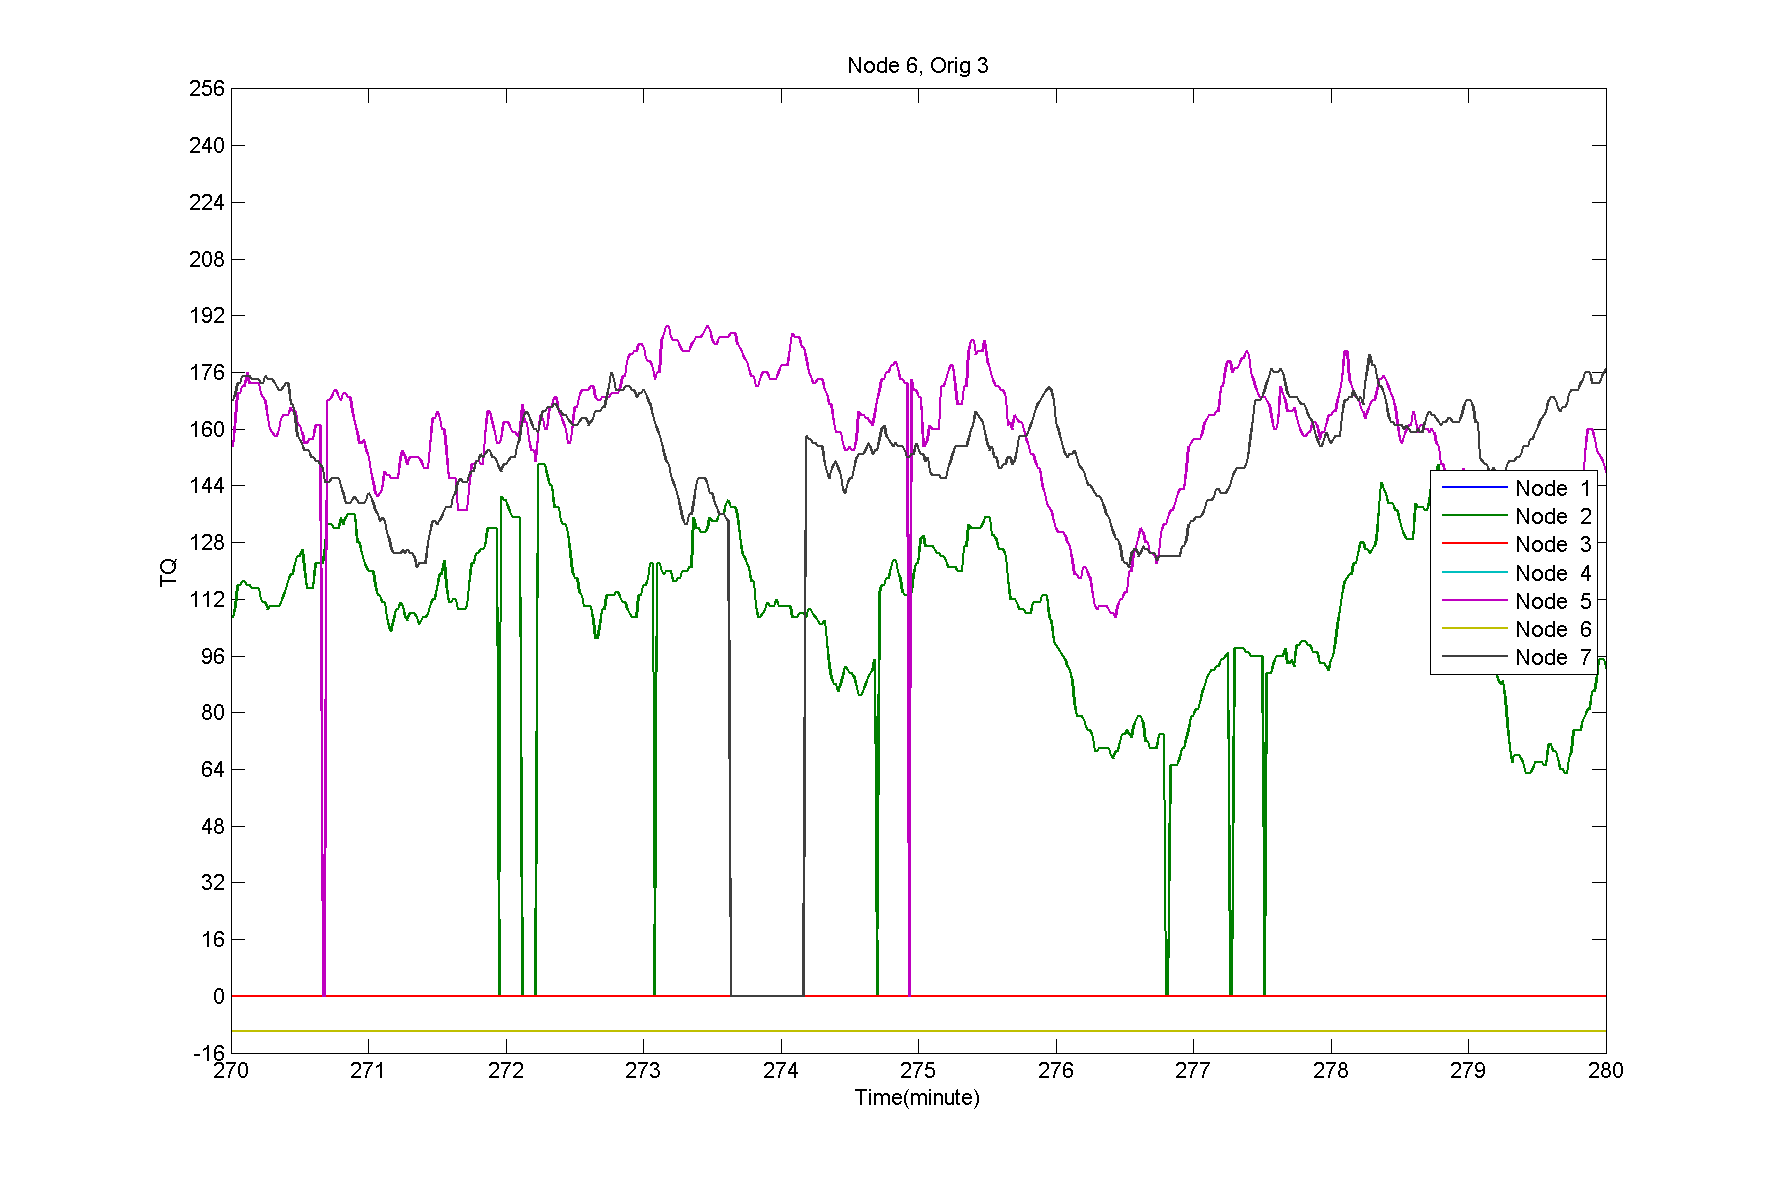 Node 6, Orig 3
256
240
224
208
192
176
160
144
128
112
96
80
64
48
32
16
0
-16
TQ
270 271 272 273 274 275 276 277 278 279 280
Time(minute)
Node 1
Node 2
Node 3
Node 4
Node 5
Node 6
Node 7